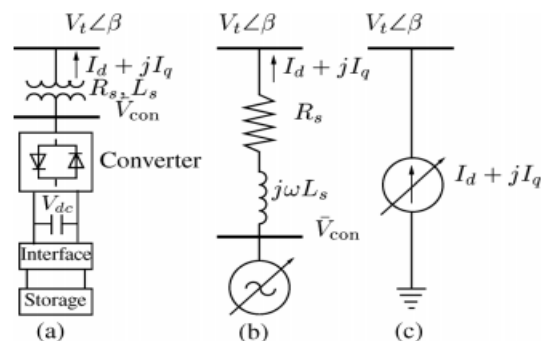 V_t∠β
I_d + jI_q
R_s, L_s
V̄_con
Converter
V_dc
Interface
Storage
(a)
V_t∠β
I_d + jI_q
R_s
jωL_s
V̄_con
(b)
V_t∠β
I_d + jI_q
(c)